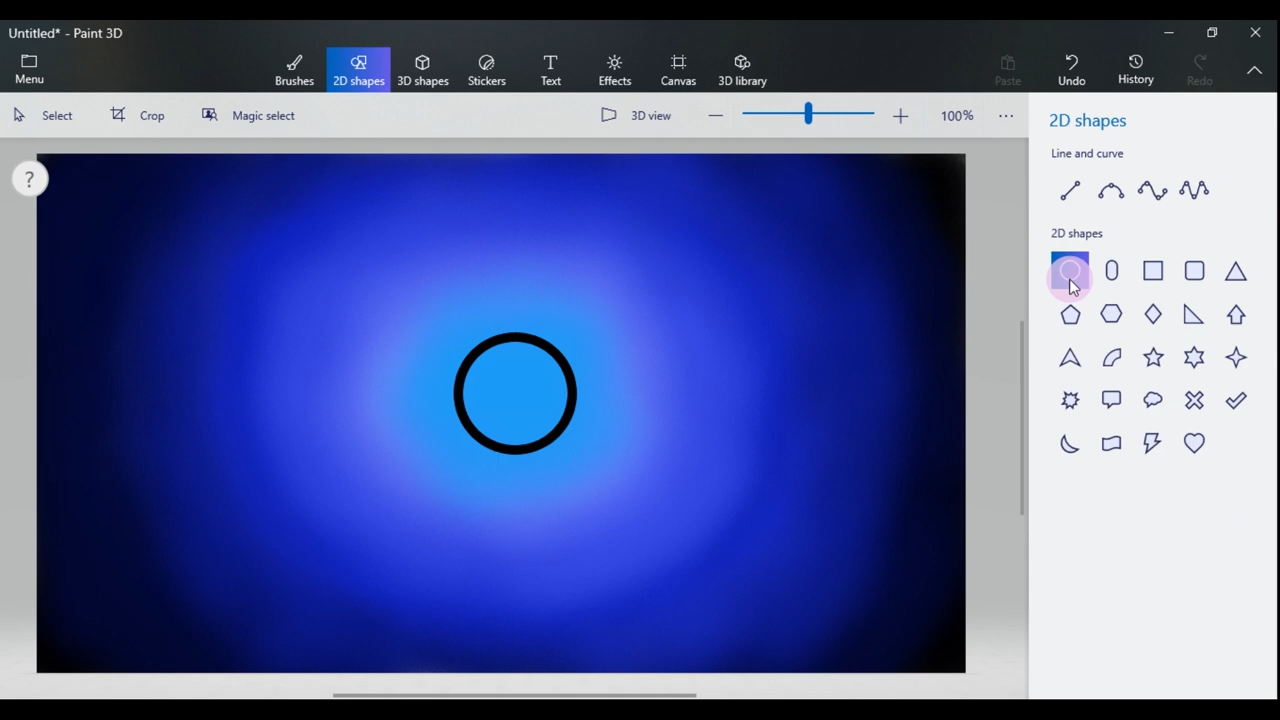 Untitled* - Paint 3D
Menu
Brushes
2D shapes
3D shapes
Stickers
Text
Effects
Canvas
3D library
Paste
Undo
History
Redo
Select
Crop
Magic select
3D view
100%
2D shapes
Line and curve
2D shapes
?